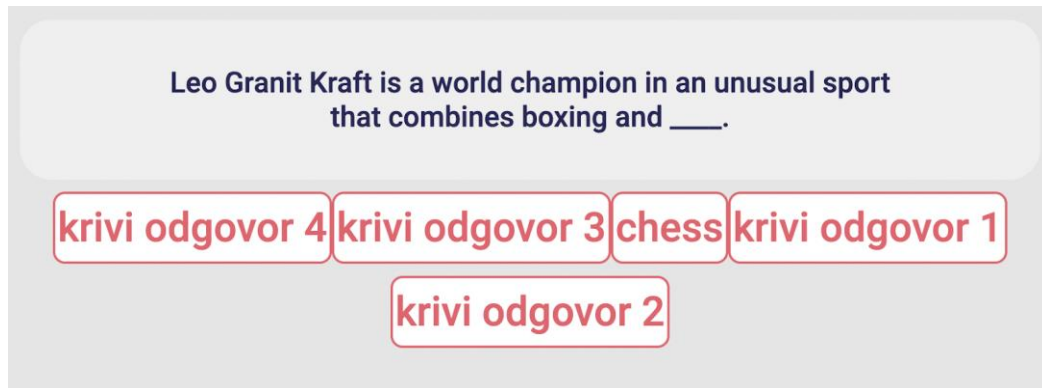 Leo Granit Kraft is a world champion in an unusual sport
that combines boxing and ____.
krivi odgovor 4 krivi odgovor 3 chess krivi odgovor 1
krivi odgovor 2